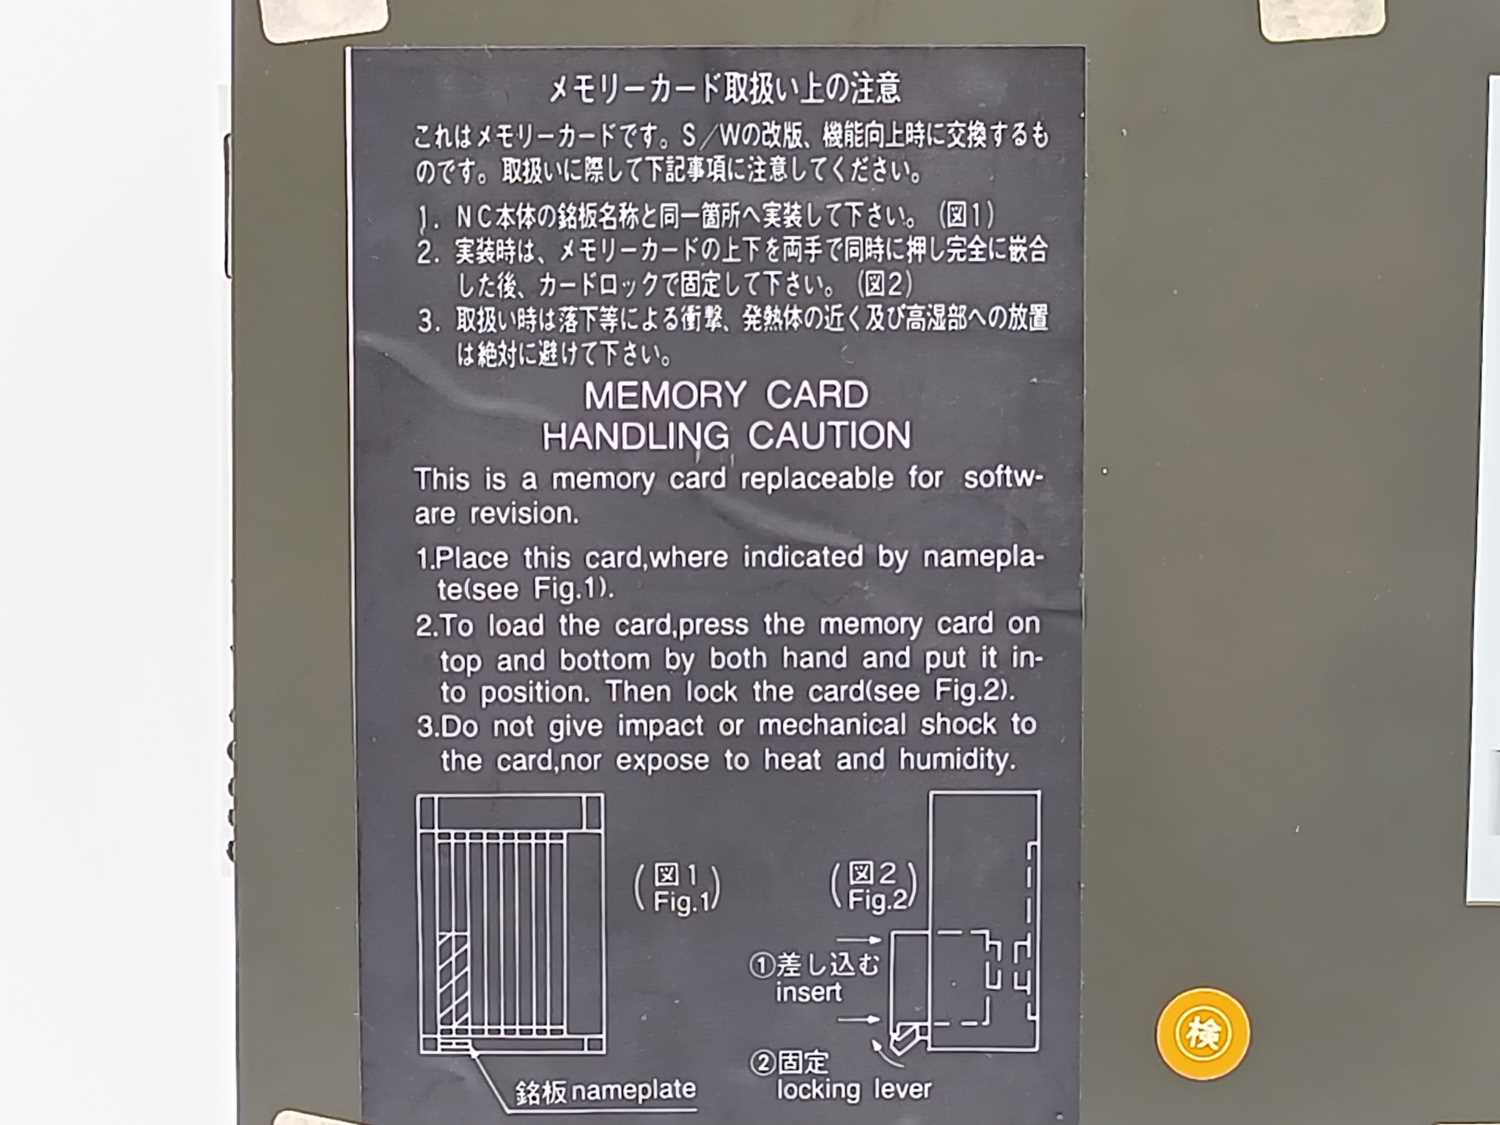 メモリーカード取扱い上の注意
これはメモリーカードです。S/Wの改版、機能向上時に交換するも
のです。取扱いに際して下記事項に注意してください。
1. NC本体の銘板名称と同一箇所へ実装して下さい。(図1)
2. 実装時は、メモリーカードの上下を両手で同時に押し完全に嵌合
した後、カードロックで固定して下さい。(図2)
3. 取扱い時は落下等による衝撃、発熱体の近く及び高湿部への放置
は絶対に避けて下さい。
MEMORY CARD
HANDLING CAUTION
This is a memory card replaceable for softw-
are revision.
1.Place this card,where indicated by namepla-
te(see Fig.1).
2.To load the card,press the memory card on
top and bottom by both hand and put it in-
to position. Then lock the card(see Fig.2).
3.Do not give impact or mechanical shock to
the card,nor expose to heat and humidity.
(図1
Fig.1)
(図2
Fig.2)
①差し込む
insert
②固定
locking lever
銘板nameplate
検